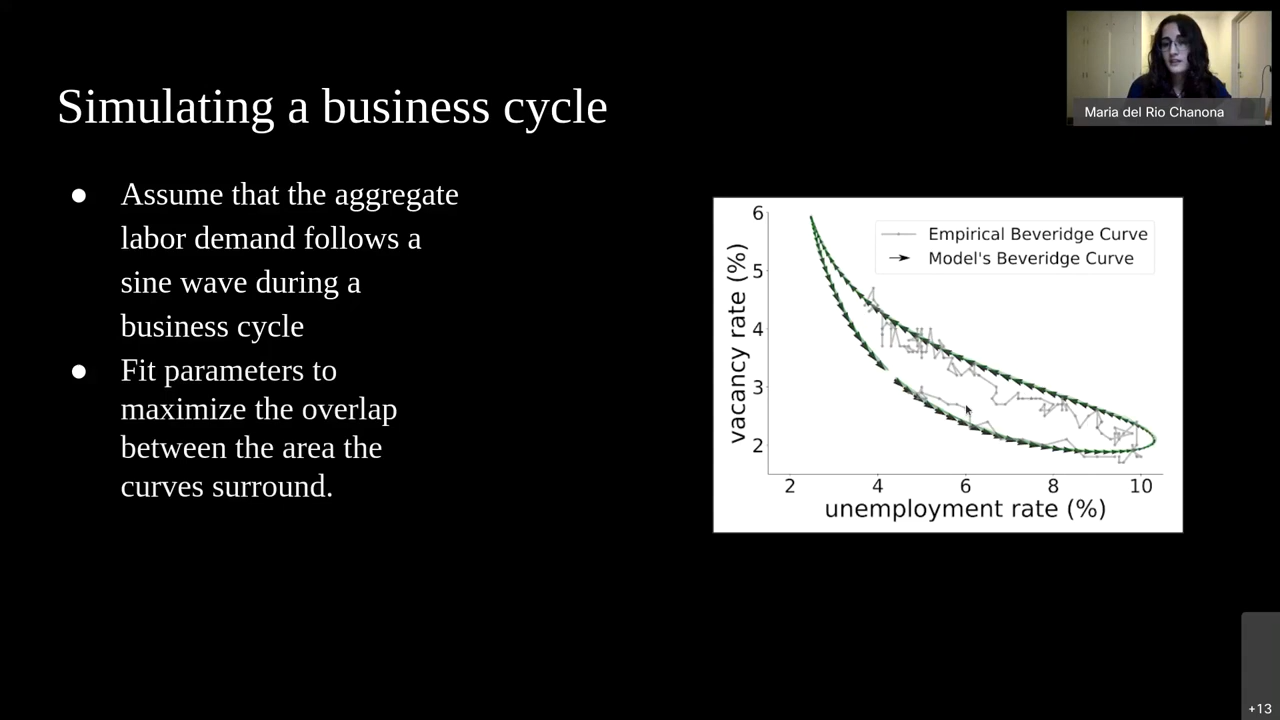 Maria del Rio Chanona
Simulating a business cycle
● Assume that the aggregate
labor demand follows a
sine wave during a
business cycle
● Fit parameters to
maximize the overlap
between the area the
curves surround.
Empirical Beveridge Curve
Model's Beveridge Curve
vacancy rate (%)
6
5
4
3
2
2 4 6 8 10
unemployment rate (%)
+13